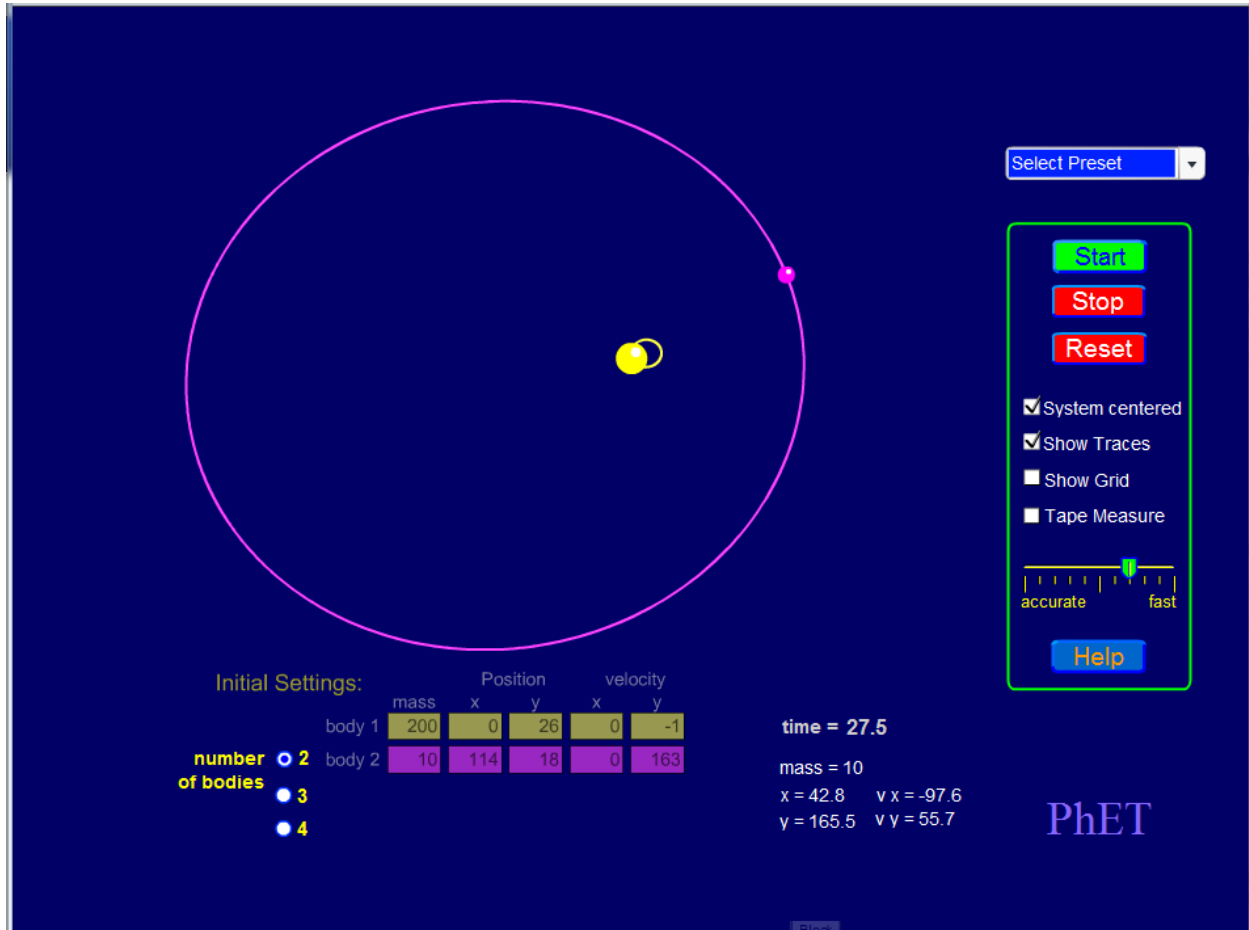 Select Preset
Start
Stop
Reset
System centered
Show Traces
Show Grid
Tape Measure
accurate fast
Help
Initial Settings: Position velocity
mass x y x y
body 1 200 0 26 0 -1
number of bodies 2 body 2 10 114 18 0 163
3
4
time = 27.5
mass = 10
x = 42.8 v x = -97.6
y = 165.5 v y = 55.7
PhET